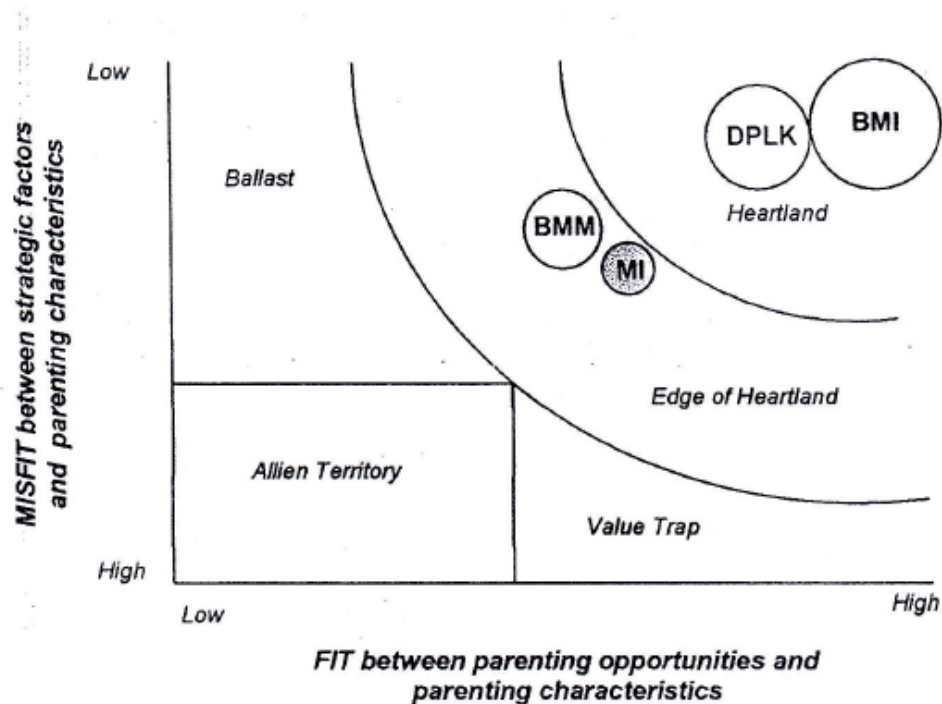 Low
MISFIT between strategic factors
and parenting characteristics
Ballast
DPLK
BMI
Heartland
BMM
MI
Edge of Heartland
Allien Territory
Value Trap
High
Low
High
FIT between parenting opportunities and
parenting characteristics